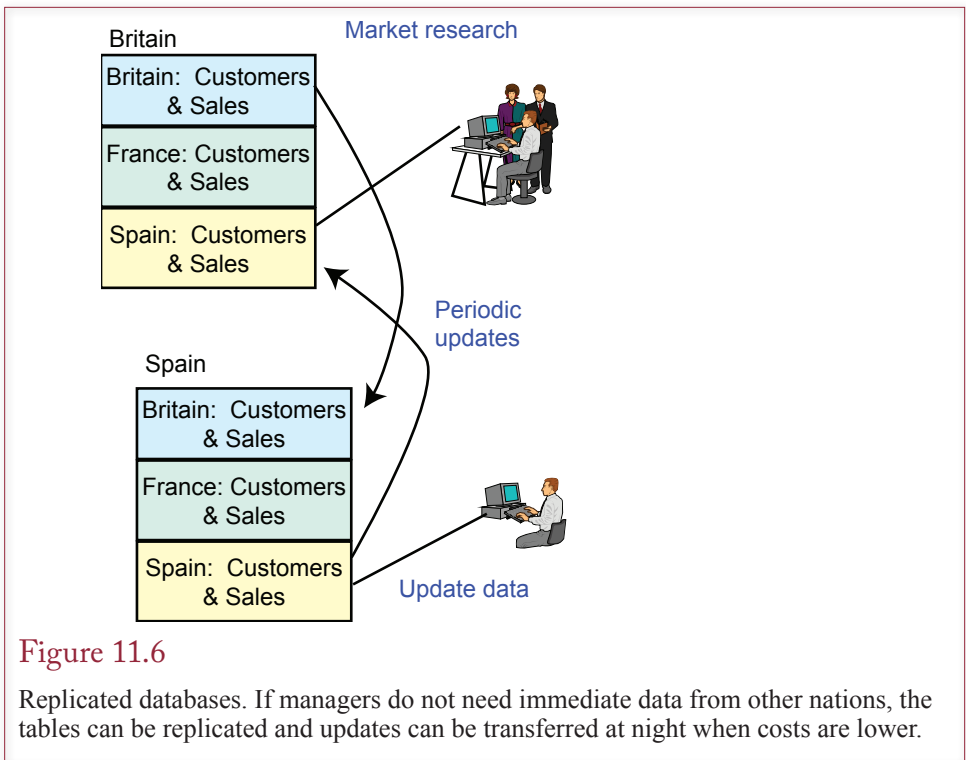 Market research
Britain
Britain: Customers
& Sales
France: Customers
& Sales
Spain: Customers
& Sales
Periodic
updates
Spain
Britain: Customers
& Sales
France: Customers
& Sales
Spain: Customers
& Sales
Update data
Figure 11.6
Replicated databases. If managers do not need immediate data from other nations, the
tables can be replicated and updates can be transferred at night when costs are lower.